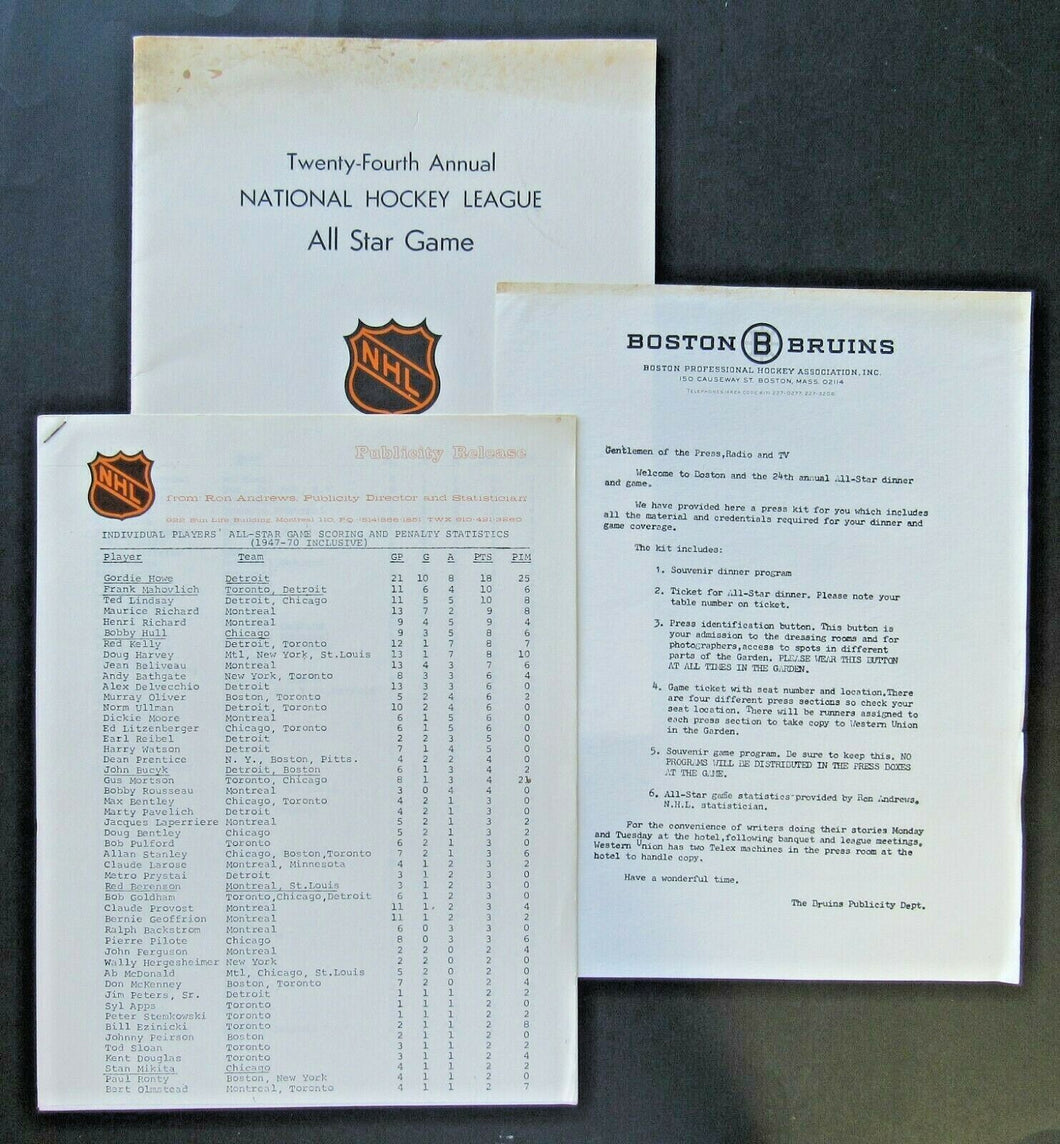 Twenty-Fourth Annual
NATIONAL HOCKEY LEAGUE
All Star Game
NHL
BOSTON B BRUINS
BOSTON PROFESSIONAL HOCKEY ASSOCIATION, INC.
150 CAUSEWAY ST. BOSTON, MASS. 02114
TELEPHONES (AREA CODE 617) 227-0277, 227-3206
Gentlemen of the Press,Radio and TV
Welcome to Boston and the 24th annual All-Star dinner
and game.
We have provided here a press kit for you which includes
all the material and credentials required for your dinner and
game coverage.
The kit includes:
1. Souvenir dinner program
2. Ticket for All-Star dinner. Please note your
table number on ticket.
3. Press identification button. This button is
your admission to the dressing rooms and for
photographers,access to spots in different
parts of the Garden. PLEASE WEAR THIS BUTTON
AT ALL TIMES IN THE GARDEN.
4. Game ticket with seat number and location.There
are four different press sections so check your
seat location. There will be runners assigned to
each press section to take copy to Western Union
in the Garden.
5. Souvenir game program. Be sure to keep this. NO
PROGRAMS WILL BE DISTRIBUTED IN THE PRESS BOXES
AT THE GAME.
6. All-Star game statistics provided by Ron Andrews,
N.H.L. statistician.
For the convenience of writers doing their stories Monday
and Tuesday at the hotel,following banquet and league meetings,
Western Union has two Telex machines in the press room at the
hotel to handle copy.
Have a wonderful time.
The Bruins Publicity Dept.
NHL
Publicity Release
from Ron Andrews, Publicity Director and Statistician
922 Sun Life Building, Montreal 110, P.Q. (514) 866-1851 TWX 610-421-3260
INDIVIDUAL PLAYERS' ALL-STAR GAME SCORING AND PENALTY STATISTICS
(1947-70 INCLUSIVE)
Player Team GP G A PTS PIM
Gordie Howe Detroit 21 10 8 18 25
Frank Mahovlich Toronto, Detroit 11 6 4 10 6
Ted Lindsay Detroit, Chicago 11 5 5 10 8
Maurice Richard Montreal 13 7 2 9 8
Henri Richard Montreal 9 4 5 9 4
Bobby Hull Chicago 9 3 5 8 6
Red Kelly Detroit, Toronto 12 1 7 8 7
Doug Harvey Mtl, New York, St.Louis 13 1 7 8 10
Jean Beliveau Montreal 13 4 3 7 6
Andy Bathgate New York, Toronto 8 3 3 6 4
Alex Delvecchio Detroit 13 3 3 6 0
Murray Oliver Boston, Toronto 5 2 4 6 2
Norm Ullman Detroit, Toronto 10 2 4 6 0
Dickie Moore Montreal 6 1 5 6 0
Ed Litzenberger Chicago, Toronto 6 1 5 6 0
Earl Reibel Detroit 2 2 3 5 0
Harry Watson Detroit 7 1 4 5 0
Dean Prentice N. Y., Boston, Pitts. 4 2 2 4 0
John Bucyk Detroit, Boston 6 1 3 4 2
Gus Mortson Toronto, Chicago 8 1 3 4
Bobby Rousseau Montreal 3 0 4 4 0
Max Bentley Chicago, Toronto 4 2 1 3 0
Marty Pavelich Detroit 4 2 1 3 0
Jacques Laperriere Montreal 5 2 1 3 2
Doug Bentley Chicago 5 2 1 3 2
Bob Pulford Toronto 6 2 1 3 2
Allan Stanley Chicago, Boston,Toronto 7 2 1 3 6
Claude Larose Montreal, Minnesota 4 1 2 3 2
Metro Prystai Detroit 3 1 2 3 0
Red Berenson Montreal, St.Louis 3 1 2 3 0
Bob Goldham Toronto,Chicago,Detroit 6 1 2 3 0
Claude Provost Montreal 11 1 2 3 4
Bernie Geoffrion Montreal 11 1 2 3 2
Ralph Backstrom Montreal 6 0 3 3 0
Pierre Pilote Chicago 8 0 3 3 6
John Ferguson Montreal 2 2 0 2 4
Wally Hergesheimer New York 2 2 0 2 0
Ab McDonald Mtl, Chicago, St.Louis 5 2 0 2 0
Don McKenney Boston, Toronto 7 2 0 2 4
Jim Peters, Sr. Detroit 1 1 1 2 2
Syl Apps Toronto 1 1 1 2 0
Peter Stemkowski Toronto 1 1 1 2 2
Bill Ezinicki Toronto 2 1 1 2 8
Johnny Peirson Boston 2 1 1 2 0
Tod Sloan Toronto 3 1 1 2 2
Kent Douglas Toronto 3 1 1 2 4
Stan Mikita Chicago 4 1 1 2 2
Paul Ronty Boston, New York 4 1 1 2 0
Bert Olmstead Montreal, Toronto 4 1 1 2 7